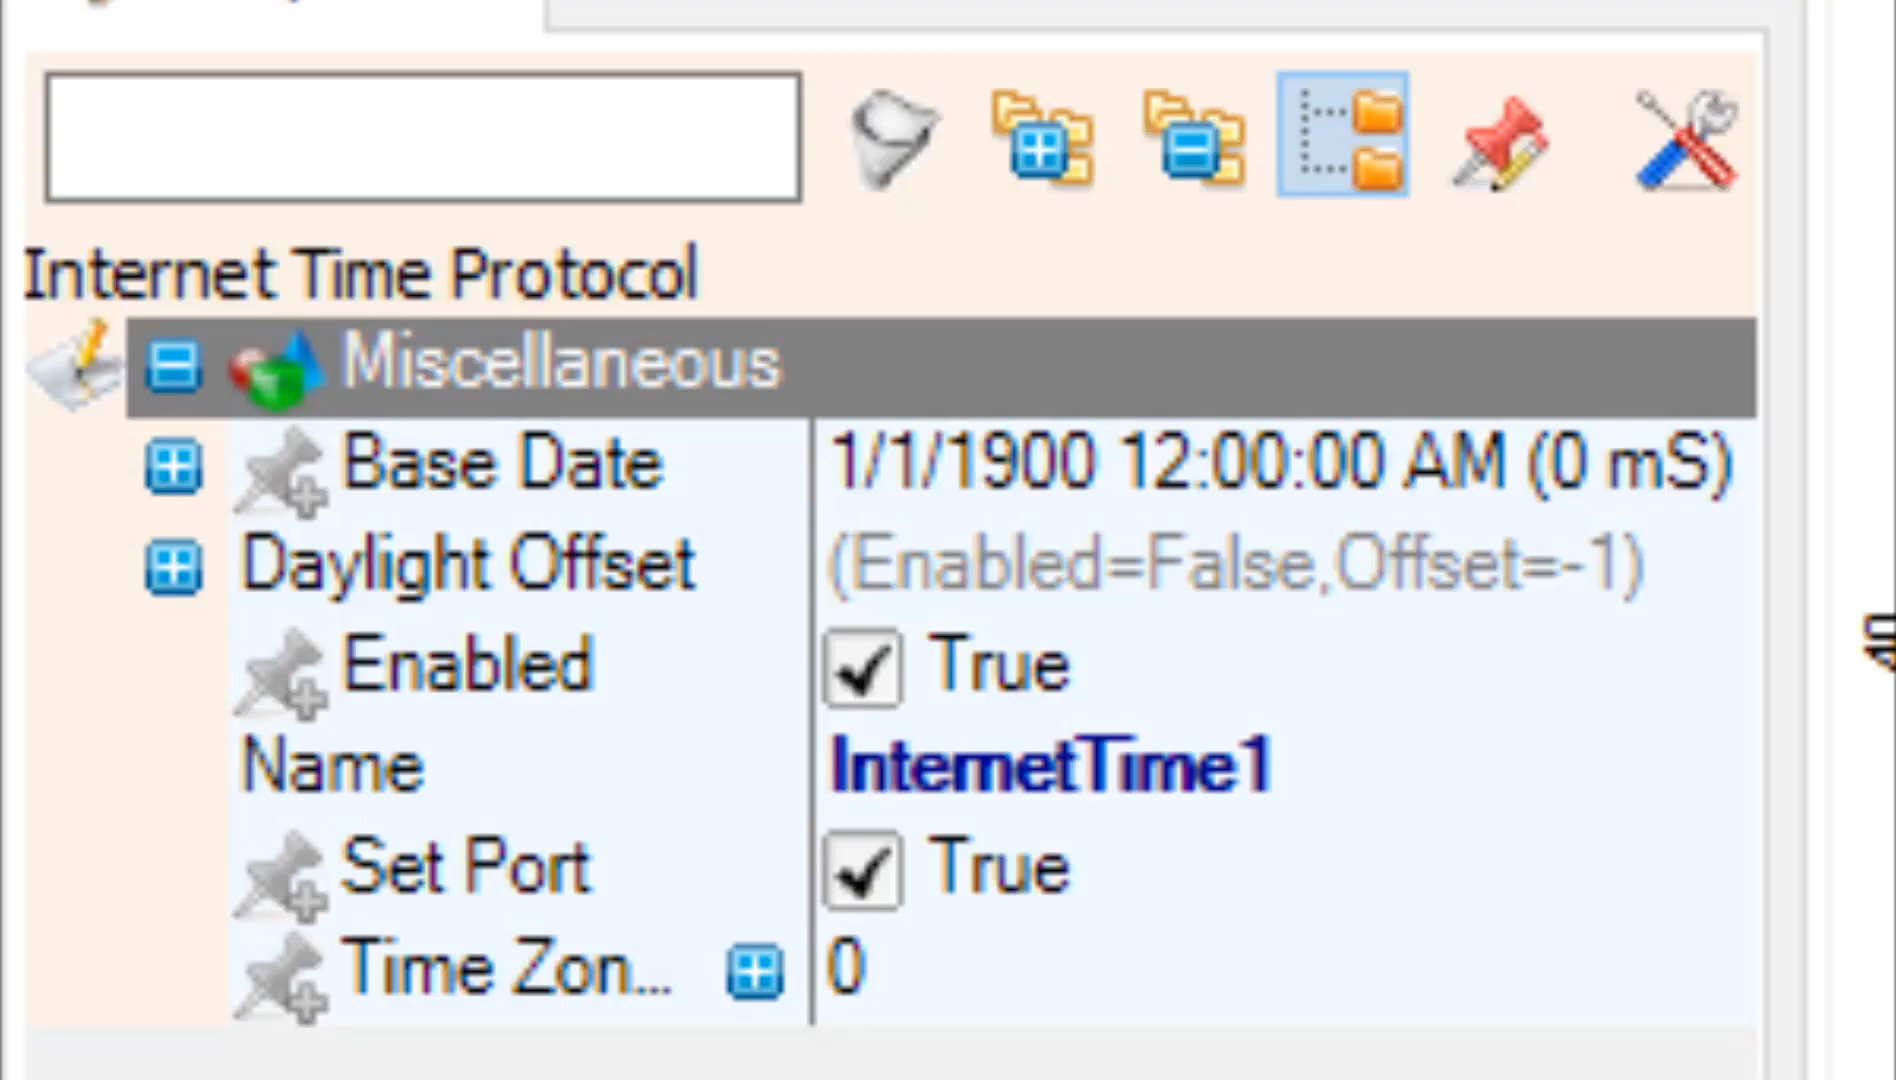 Internet Time Protocol
Miscellaneous
Base Date 1/1/1900 12:00:00 AM (0 mS)
Daylight Offset (Enabled=False,Offset=-1)
Enabled True
Name InternetTime1
Set Port True
Time Zon... 0